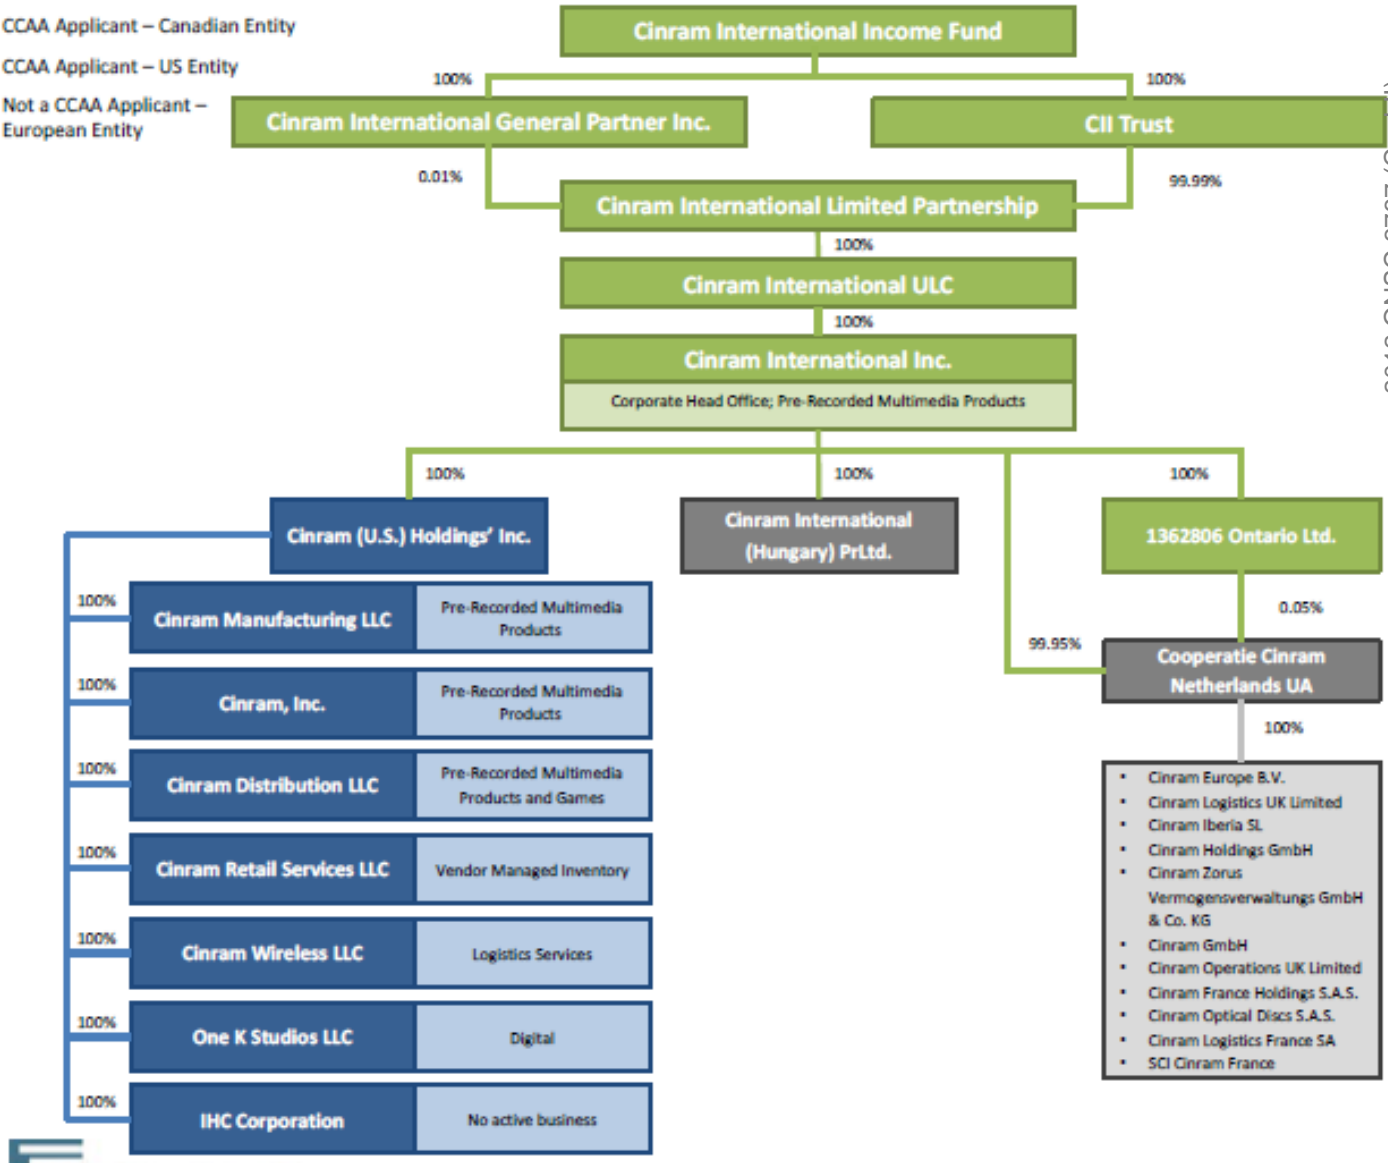 CCAA Applicant – Canadian Entity
CCAA Applicant – US Entity
Not a CCAA Applicant –
European Entity
Cinram International Income Fund
100%
100%
Cinram International General Partner Inc.
CII Trust
0.01%
99.99%
Cinram International Limited Partnership
100%
Cinram International ULC
100%
Cinram International Inc.
Corporate Head Office; Pre-Recorded Multimedia Products
100%
100%
100%
Cinram (U.S.) Holdings' Inc.
Cinram International
(Hungary) PrLtd.
1362806 Ontario Ltd.
0.05%
99.95%
Cooperatie Cinram
Netherlands UA
100%
100%
Cinram Manufacturing LLC
Pre-Recorded Multimedia
Products
100%
Cinram, Inc.
Pre-Recorded Multimedia
Products
100%
Cinram Distribution LLC
Pre-Recorded Multimedia
Products and Games
100%
Cinram Retail Services LLC
Vendor Managed Inventory
100%
Cinram Wireless LLC
Logistics Services
100%
One K Studios LLC
Digital
100%
IHC Corporation
No active business
▪ Cinram Europe B.V.
▪ Cinram Logistics UK Limited
▪ Cinram Iberia SL
▪ Cinram Holdings GmbH
▪ Cinram Zorus
Vermogensverwaltungs GmbH
& Co. KG
▪ Cinram GmbH
▪ Cinram Operations UK Limited
▪ Cinram France Holdings S.A.S.
▪ Cinram Optical Discs S.A.S.
▪ Cinram Logistics France SA
▪ SCI Cinram France